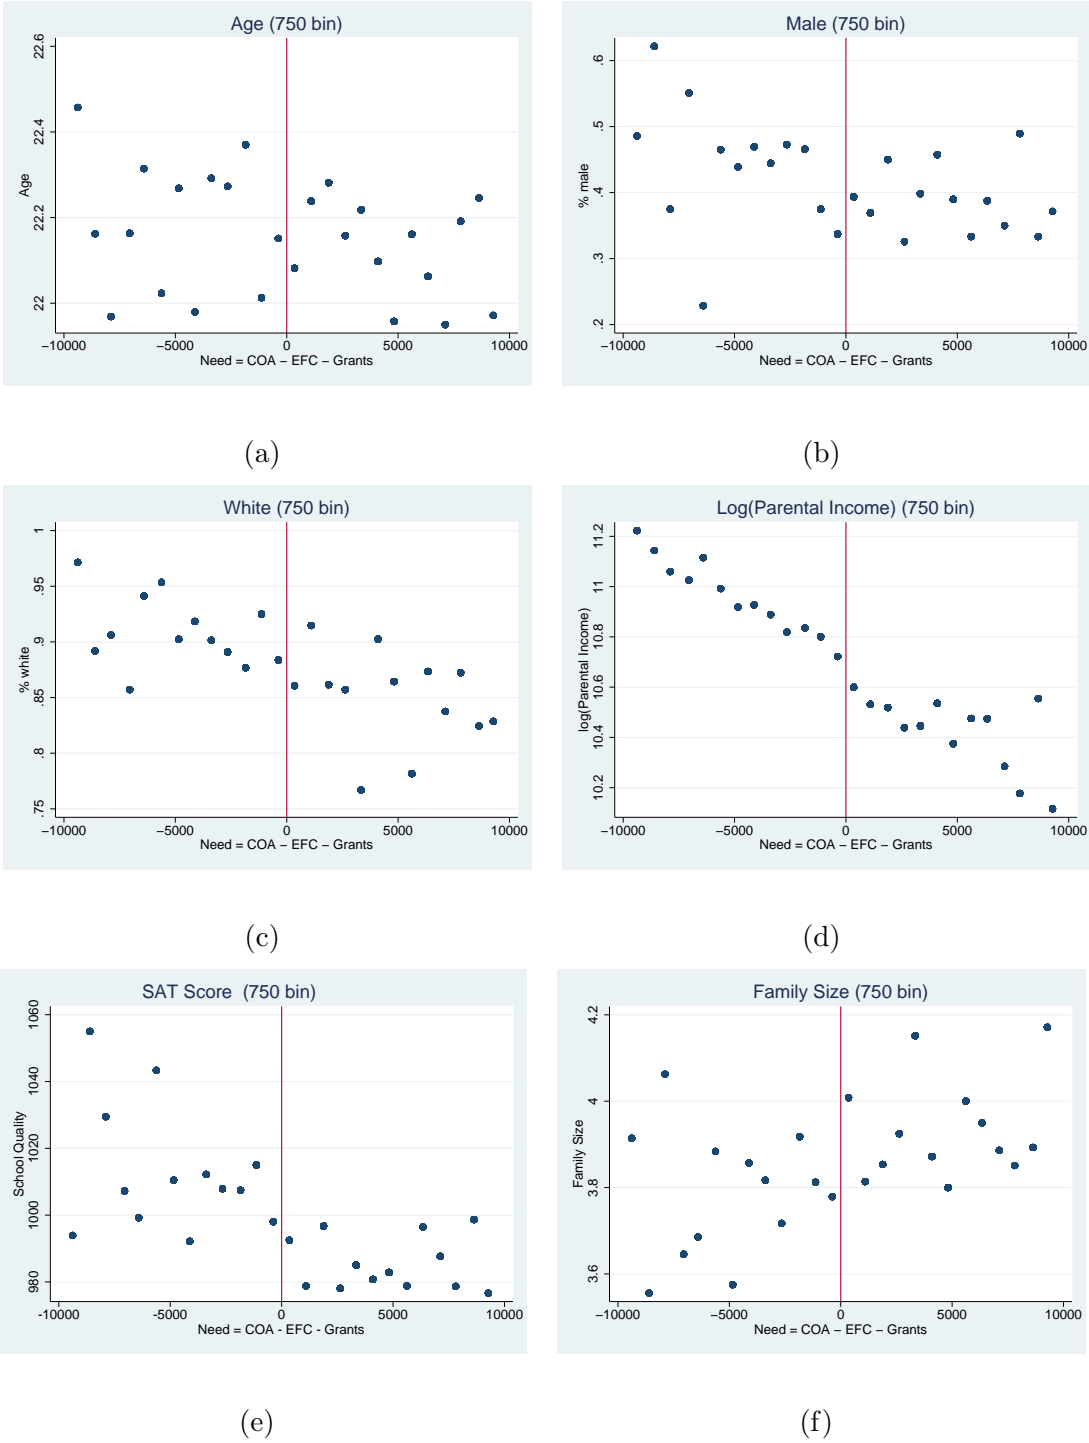 Age (750 bin)
22.6
22.4
22.2
22
Age
−10000 −5000 0 5000 10000
Need = COA − EFC − Grants
(a)
Male (750 bin)
.6
.5
.4
.3
.2
% male
−10000 −5000 0 5000 10000
Need = COA − EFC − Grants
(b)
White (750 bin)
1
.95
.9
.85
.8
.75
% white
−10000 −5000 0 5000 10000
Need = COA − EFC − Grants
(c)
Log(Parental Income) (750 bin)
11.2
11
10.8
10.6
10.4
10.2
log(Parental Income)
−10000 −5000 0 5000 10000
Need = COA − EFC − Grants
(d)
SAT Score (750 bin)
1060
1040
1020
1000
980
School Quality
-10000 -5000 0 5000 10000
Need = COA - EFC - Grants
(e)
Family Size (750 bin)
4.2
4
3.8
3.6
Family Size
−10000 −5000 0 5000 10000
Need = COA − EFC − Grants
(f)